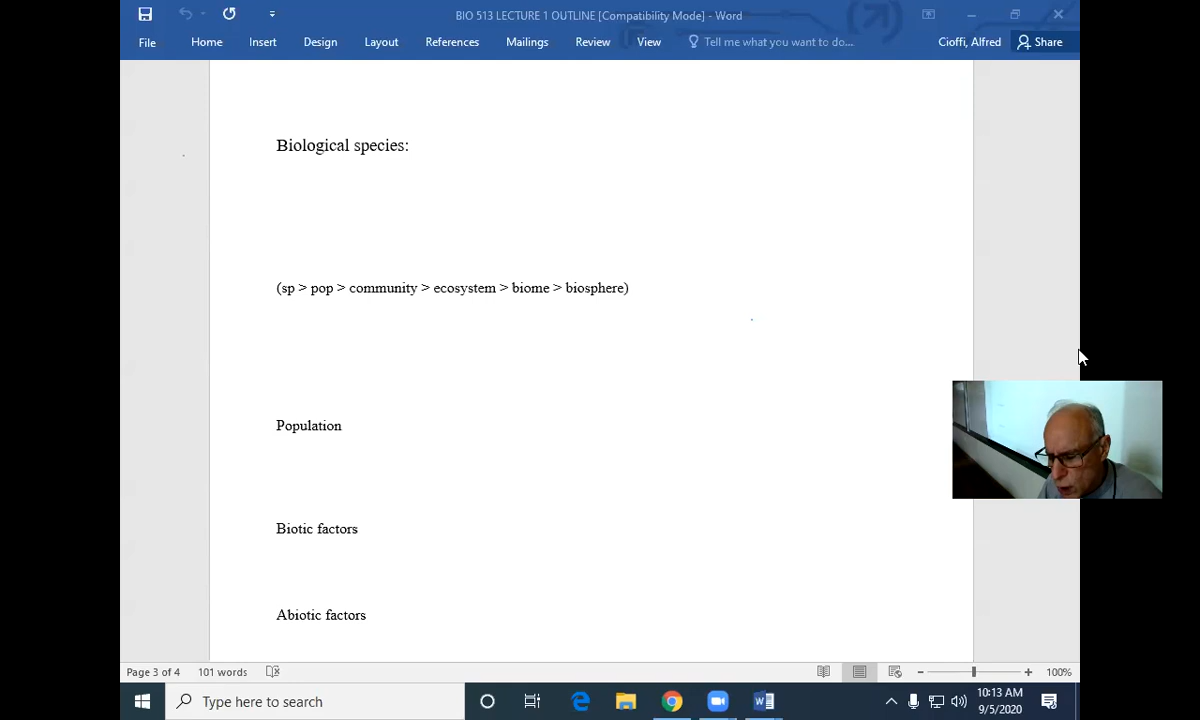 BIO 513 LECTURE 1 OUTLINE [Compatibility Mode] - Word
File Home Insert Design Layout References Mailings Review View Tell me what you want to do... Cioffi, Alfred Share
Biological species:
(sp > pop > community > ecosystem > biome > biosphere)
Population
Biotic factors
Abiotic factors
Page 3 of 4 101 words 100%
Type here to search
10:13 AM
9/5/2020